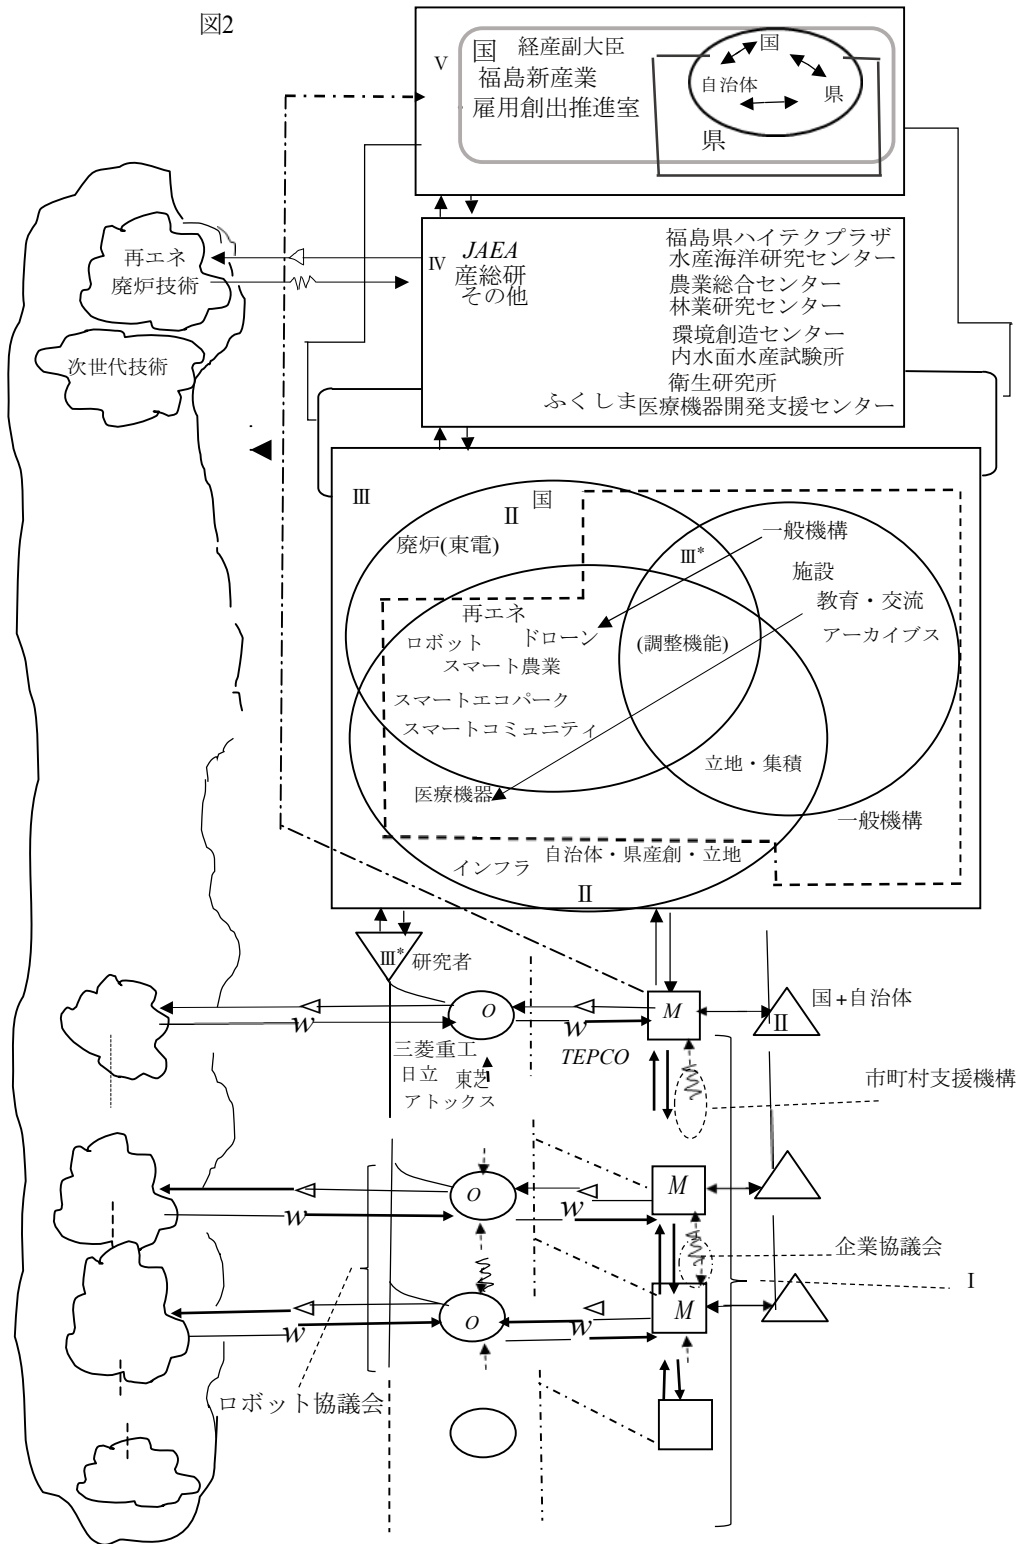 図2
V
国 経産副大臣
福島新産業
雇用創出推進室
国
自治体
県
県
IV
JAEA
産総研
その他
福島県ハイテクプラザ
水産海洋研究センター
農業総合センター
林業研究センター
環境創造センター
内水面水産試験所
衛生研究所
ふくしま医療機器開発支援センター
再エネ
廃炉技術
次世代技術
Ⅲ
Ⅱ
国
廃炉(東電)
Ⅲ*
一般機構
施設
教育・交流
アーカイブス
再エネ
ロボット
ドローン
(調整機能)
スマート農業
スマートエコパーク
スマートコミュニティ
立地・集積
医療機器
一般機構
自治体・県産創・立地
インフラ
Ⅱ
Ⅲ*
研究者
O
M
国+自治体
Ⅱ
w
w
三菱重工
日立 東芝
アトックス
TEPCO
市町村支援機構
O
M
w
w
企業協議会
I
O
M
w
w
ロボット協議会